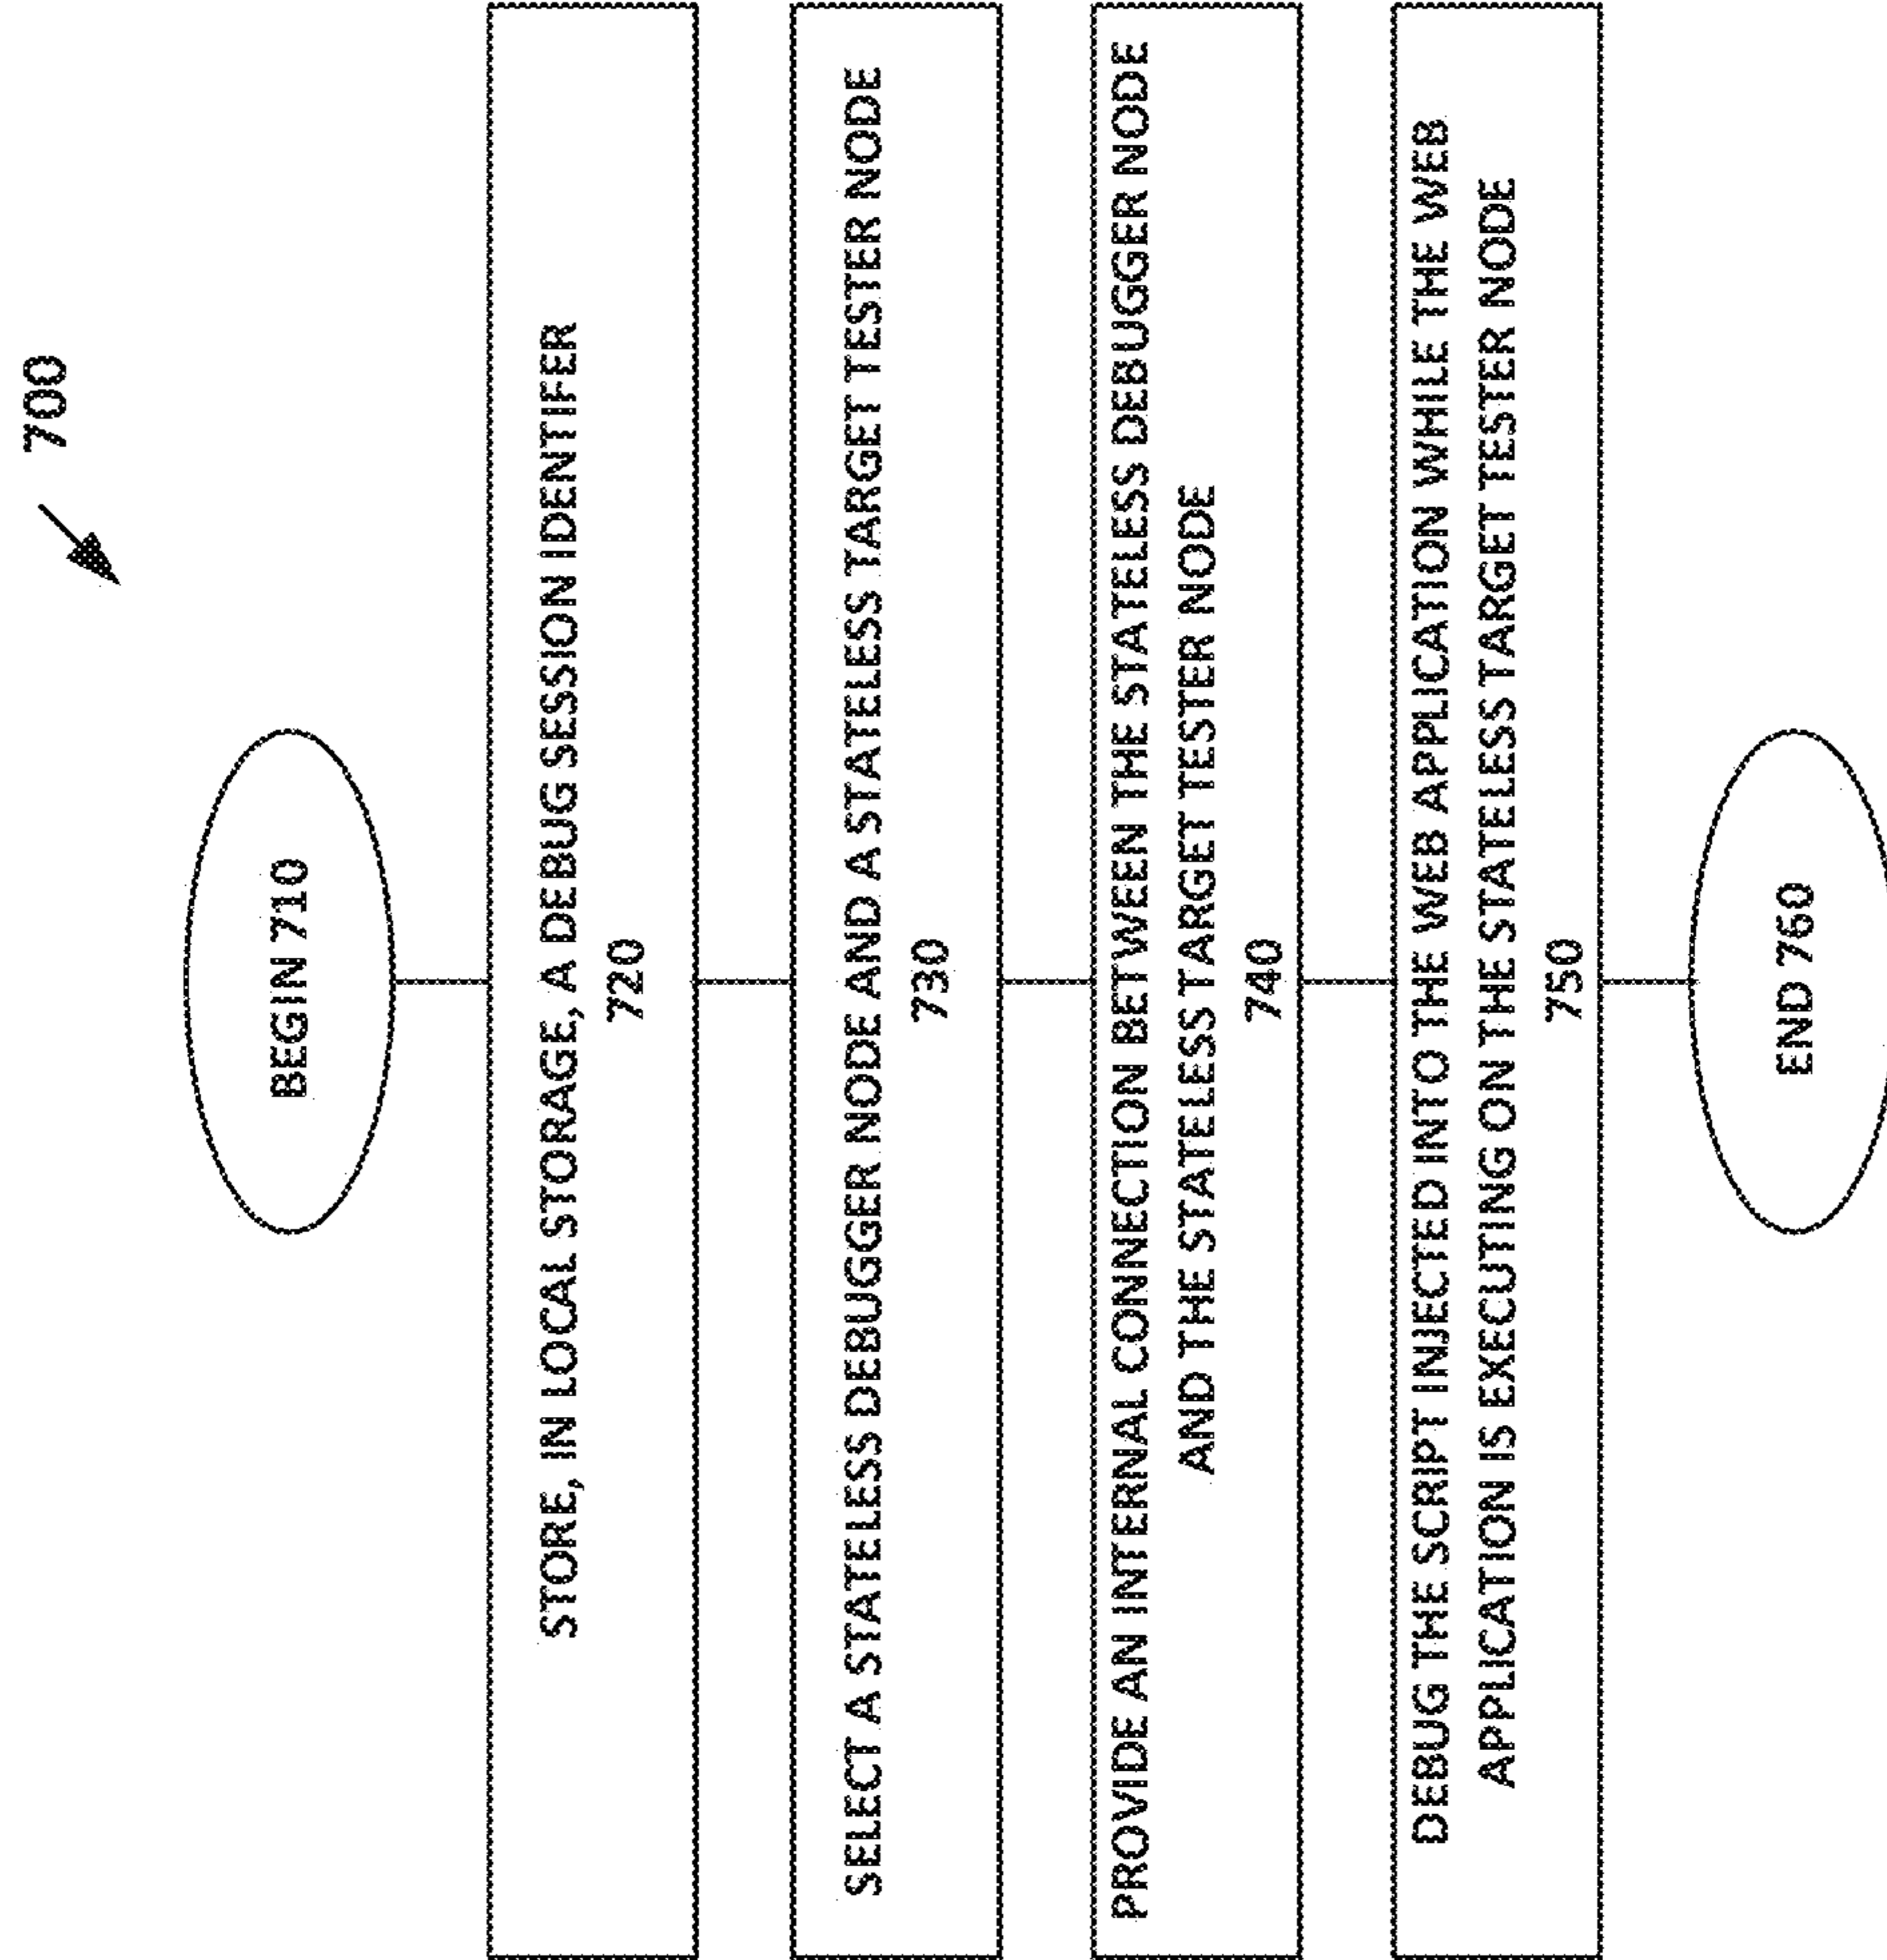 700
BEGIN 710
STORE, IN LOCAL STORAGE, A DEBUG SESSION IDENTIFER
720
SELECT A STATELESS DEBUGGER NODE AND A STATELESS TARGET TESTER NODE
730
PROVIDE AN INTERNAL CONNECTION BETWEEN THE STATELESS DEBUGGER NODE
AND THE STATELESS TARGET TESTER NODE
740
DEBUG THE SCRIPT INJECTED INTO THE WEB APPLICATION WHILE THE WEB
APPLICATION IS EXECUTING ON THE STATELESS TARGET TESTER NODE
750
END 760